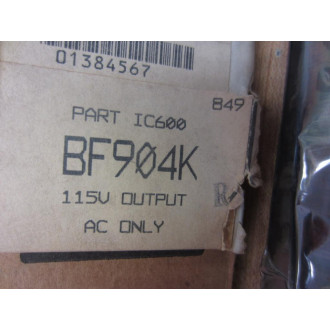 01384567
849
PART IC600
BF904K
115V OUTPUT
AC ONLY